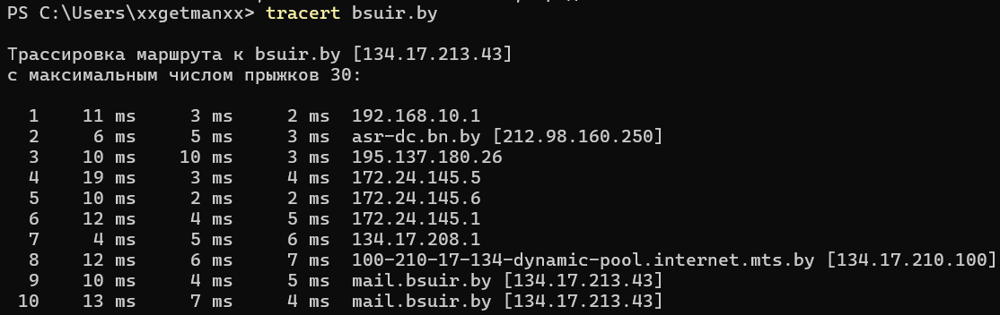 PS C:\Users\xxgetmanxx> tracert bsuir.by
Трассировка маршрута к bsuir.by [134.17.213.43]
с максимальным числом прыжков 30:
1 11 ms 3 ms 2 ms 192.168.10.1
2 6 ms 5 ms 3 ms asr-dc.bn.by [212.98.160.250]
3 10 ms 10 ms 3 ms 195.137.180.26
4 19 ms 3 ms 4 ms 172.24.145.5
5 10 ms 2 ms 2 ms 172.24.145.6
6 12 ms 4 ms 5 ms 172.24.145.1
7 4 ms 5 ms 6 ms 134.17.208.1
8 12 ms 6 ms 7 ms 100-210-17-134-dynamic-pool.internet.mts.by [134.17.210.100]
9 10 ms 4 ms 5 ms mail.bsuir.by [134.17.213.43]
10 13 ms 7 ms 4 ms mail.bsuir.by [134.17.213.43]